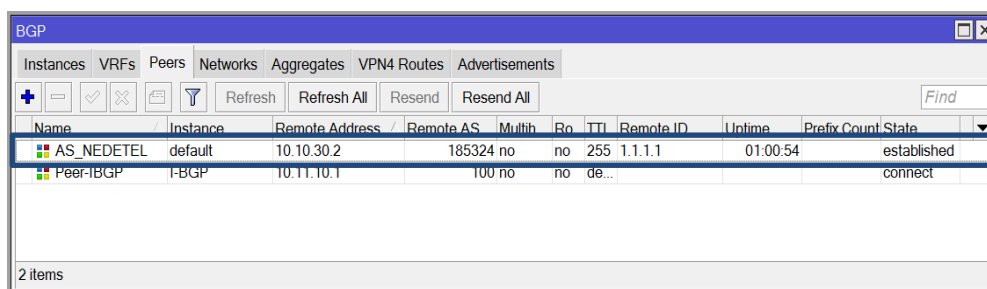 BGP
Instances VRFs Peers Networks Aggregates VPN4 Routes Advertisements
Refresh Refresh All Resend Resend All Find
Name Instance Remote Address Remote AS Multih... Ro... TTL Remote ID Uptime Prefix Count State
AS_NEDETEL default 10.10.30.2 185324 no no 255 1.1.1.1 01:00:54 established
Peer-IBGP I-BGP 10.11.10.1 100 no no de... connect
2 items